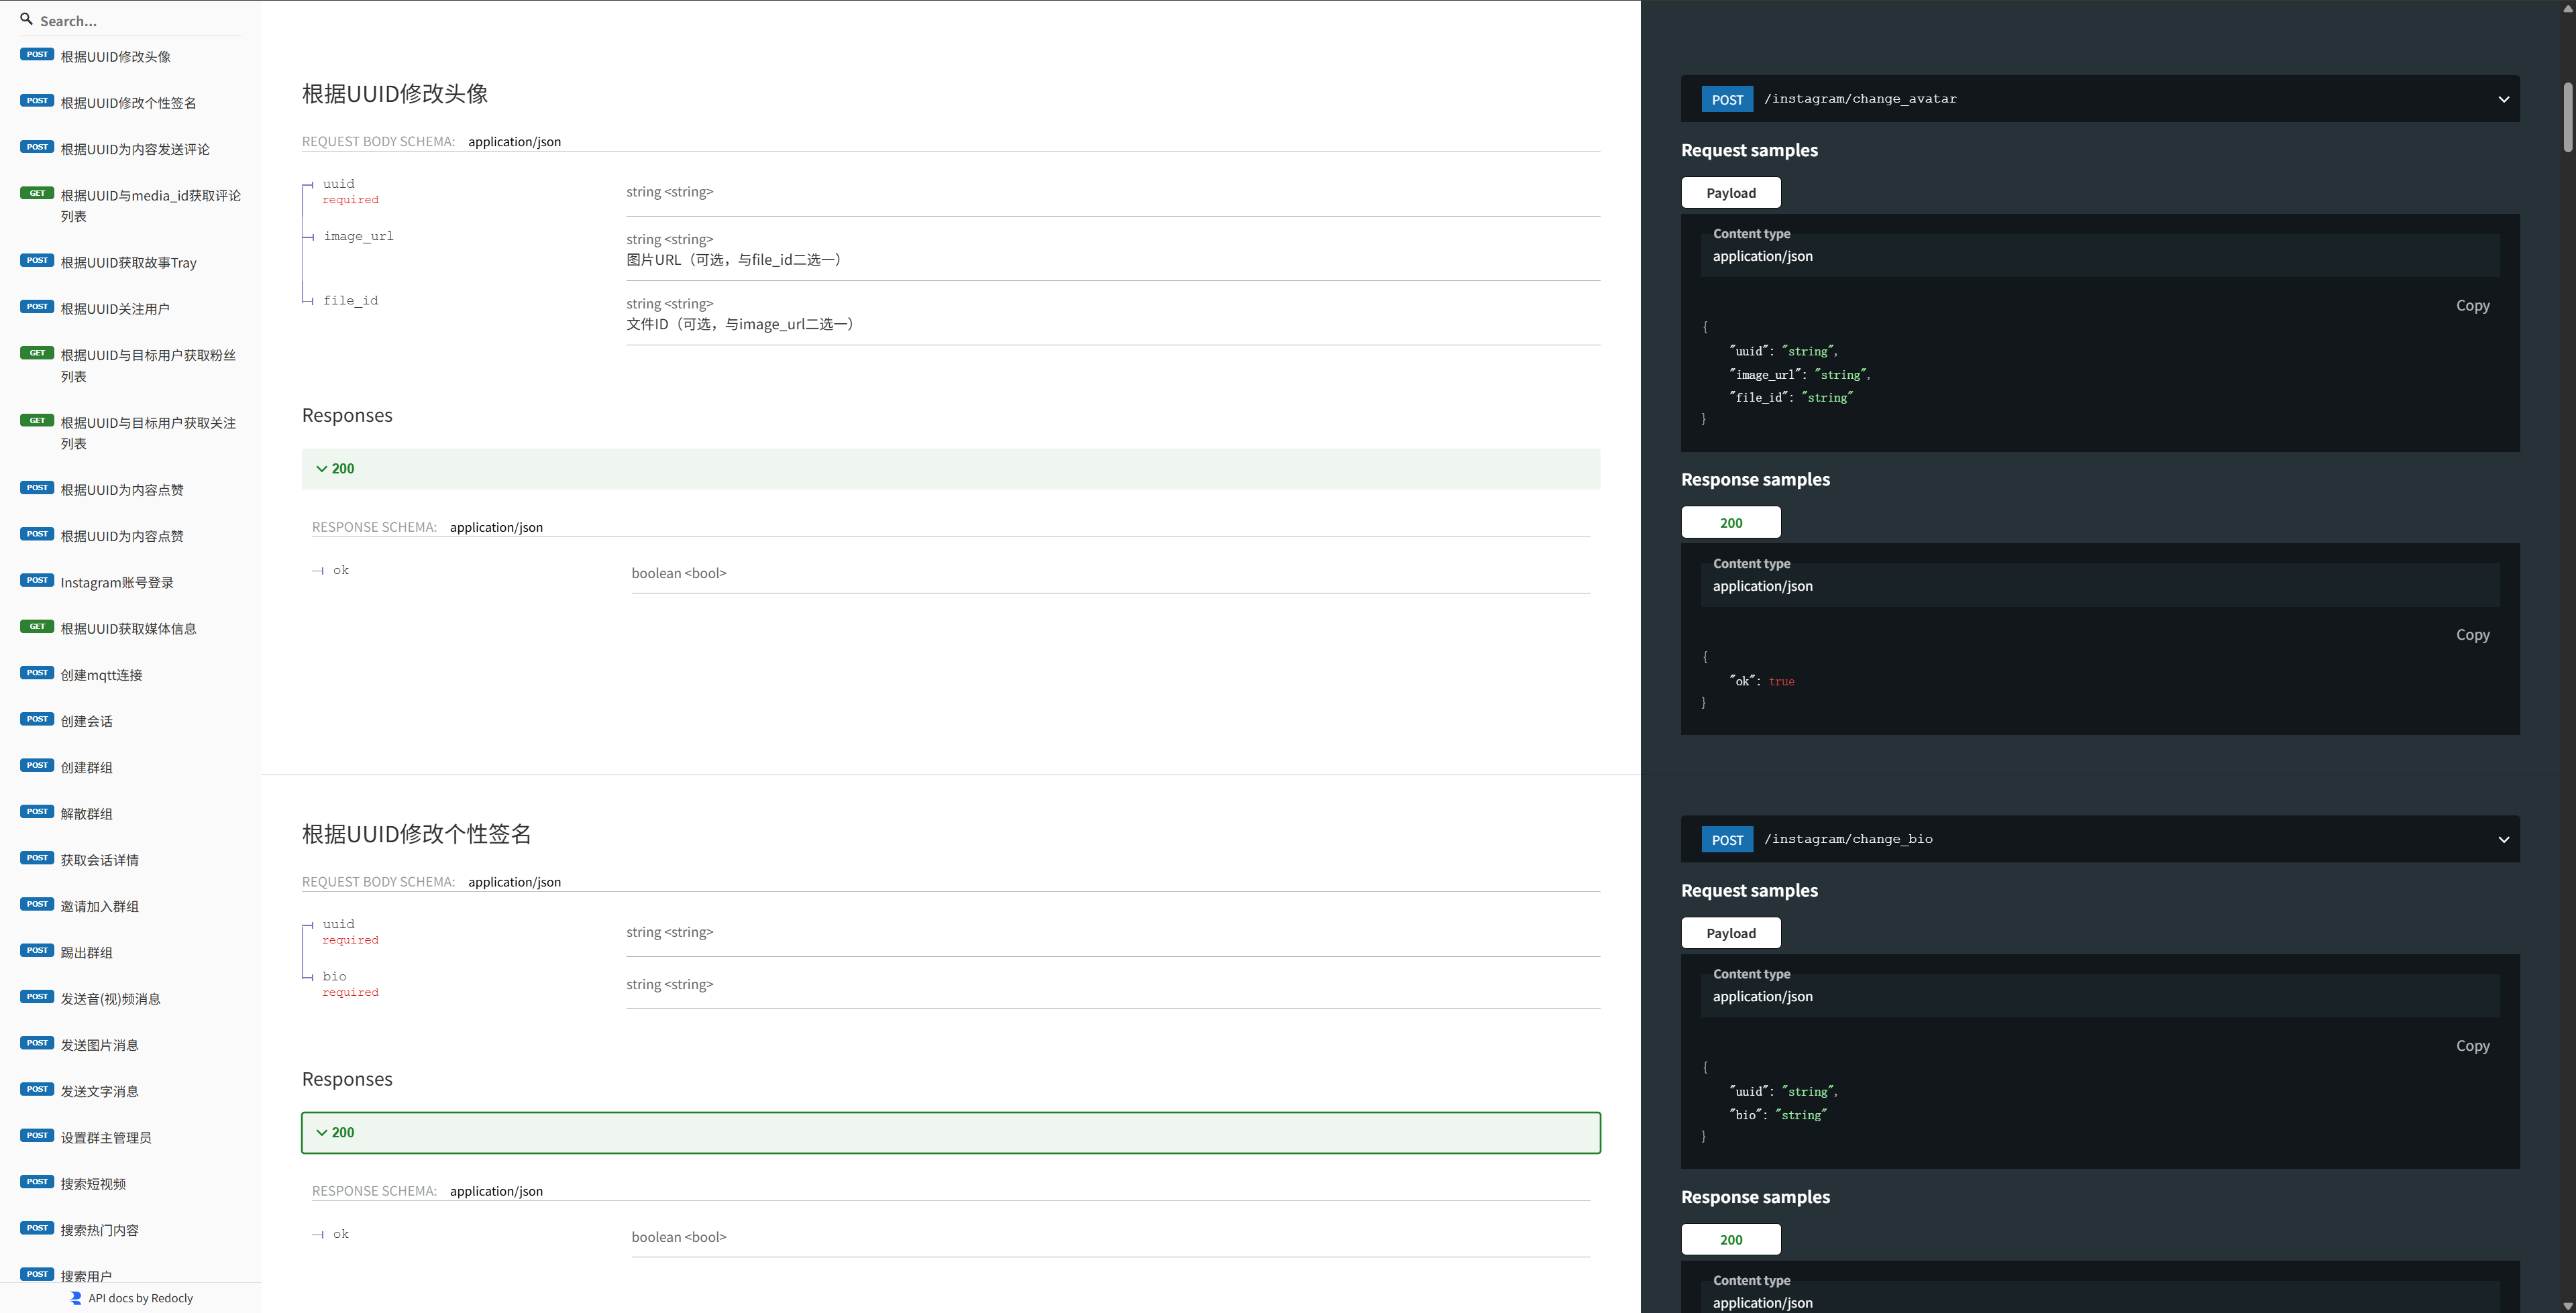 Search...
POST 根据UUID修改头像
POST 根据UUID修改个性签名
POST 根据UUID为内容发送评论
GET 根据UUID与media_id获取评论
列表
POST 根据UUID获取故事Tray
POST 根据UUID关注用户
GET 根据UUID与目标用户获取粉丝
列表
GET 根据UUID与目标用户获取关注
列表
POST 根据UUID为内容点赞
POST 根据UUID为内容点赞
POST Instagram账号登录
GET 根据UUID获取媒体信息
POST 创建mqtt连接
POST 创建会话
POST 创建群组
POST 解散群组
POST 获取会话详情
POST 邀请加入群组
POST 踢出群组
POST 发送音(视)频消息
POST 发送图片消息
POST 发送文字消息
POST 设置群主管理员
POST 搜索短视频
POST 搜索热门内容
POST 搜索用户
API docs by Redocly
根据UUID修改头像
REQUEST BODY SCHEMA: application/json
uuid
required
string <string>
image_url
string <string>
图片URL（可选，与file_id二选一）
file_id
string <string>
文件ID（可选，与image_url二选一）
Responses
200
RESPONSE SCHEMA: application/json
ok
boolean <bool>
POST /instagram/change_avatar
Request samples
Payload
Content type
application/json
Copy
{
"uuid": "string",
"image_url": "string",
"file_id": "string"
}
Response samples
200
Content type
application/json
Copy
{
"ok": true
}
根据UUID修改个性签名
REQUEST BODY SCHEMA: application/json
uuid
required
string <string>
bio
required
string <string>
Responses
200
RESPONSE SCHEMA: application/json
ok
boolean <bool>
POST /instagram/change_bio
Request samples
Payload
Content type
application/json
Copy
{
"uuid": "string",
"bio": "string"
}
Response samples
200
Content type
application/json